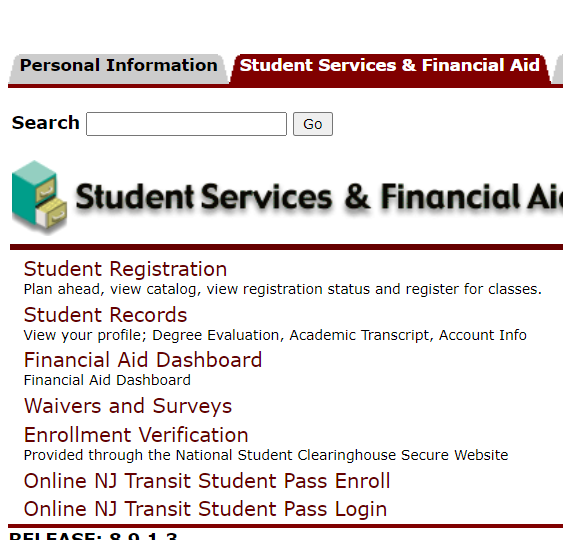 Personal Information Student Services & Financial Aid
Search Go
Student Services & Financial
Student Registration
Plan ahead, view catalog, view registration status and register for classes.
Student Records
View your profile; Degree Evaluation, Academic Transcript, Account Info
Financial Aid Dashboard
Financial Aid Dashboard
Waivers and Surveys
Enrollment Verification
Provided through the National Student Clearinghouse Secure Website
Online NJ Transit Student Pass Enroll
Online NJ Transit Student Pass Login
RELEASE: 8.9.1.3